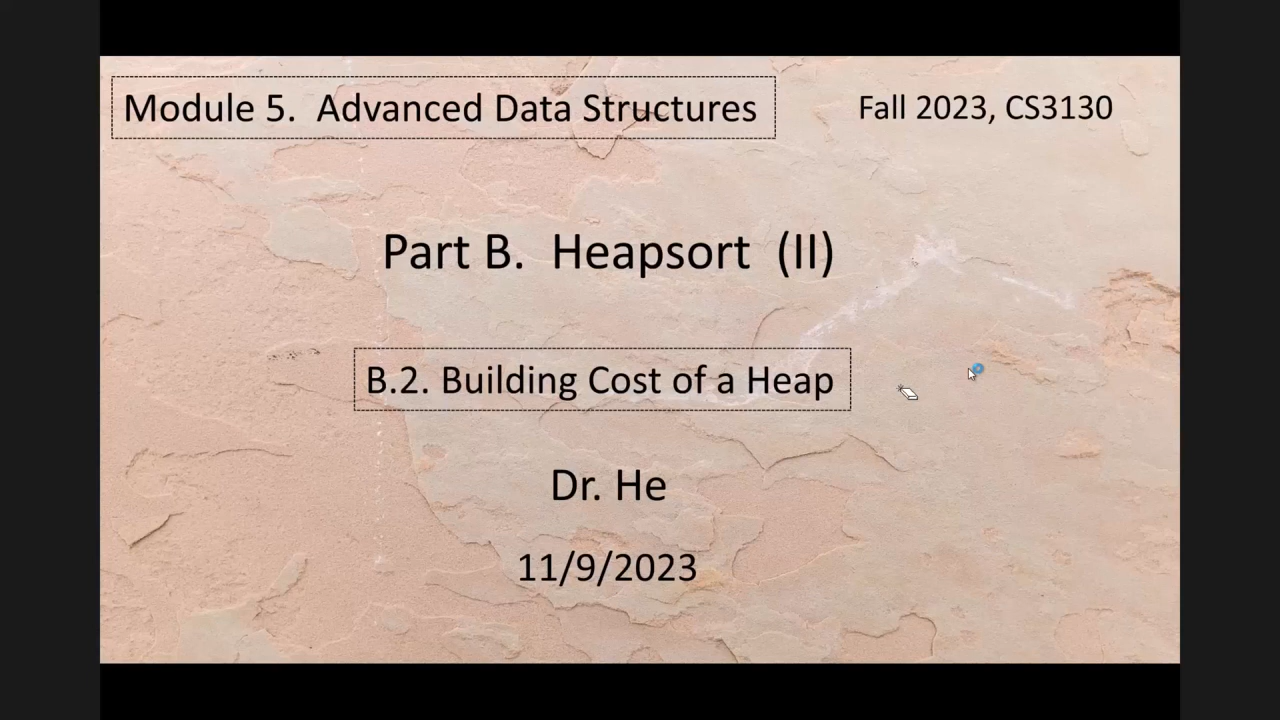 Module 5.  Advanced Data Structures
Fall 2023, CS3130
Part B.  Heapsort  (II)
B.2. Building Cost of a Heap
Dr. He
11/9/2023